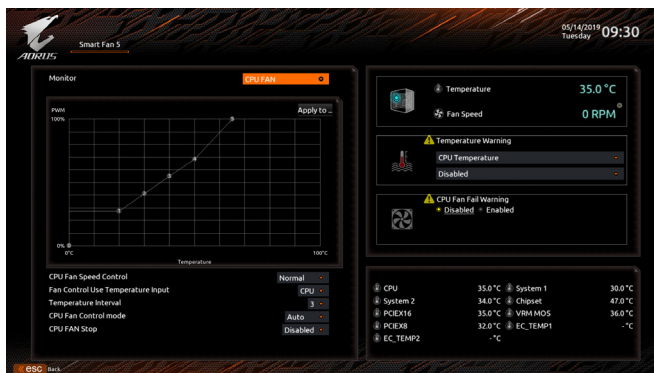 AORUS
Smart Fan 5
05/14/2019
Tuesday
09:30
Monitor
CPU FAN
PWM
100%
Apply to ...
0%
0°C
100°C
Temperature
CPU Fan Speed Control
Normal
Fan Control Use Temperature Input
CPU
Temperature Interval
3
CPU Fan Control mode
Auto
CPU FAN Stop
Disabled
Temperature
35.0 °C
Fan Speed
0 RPM
Temperature Warning
CPU Temperature
Disabled
CPU Fan Fail Warning
Disabled Enabled
CPU 35.0°C System 1 30.0°C
System 2 34.0°C Chipset 47.0°C
PCIEX16 35.0°C VRM MOS 36.0°C
PCIEX8 32.0°C EC_TEMP1 -°C
EC_TEMP2 -°C
esc Back